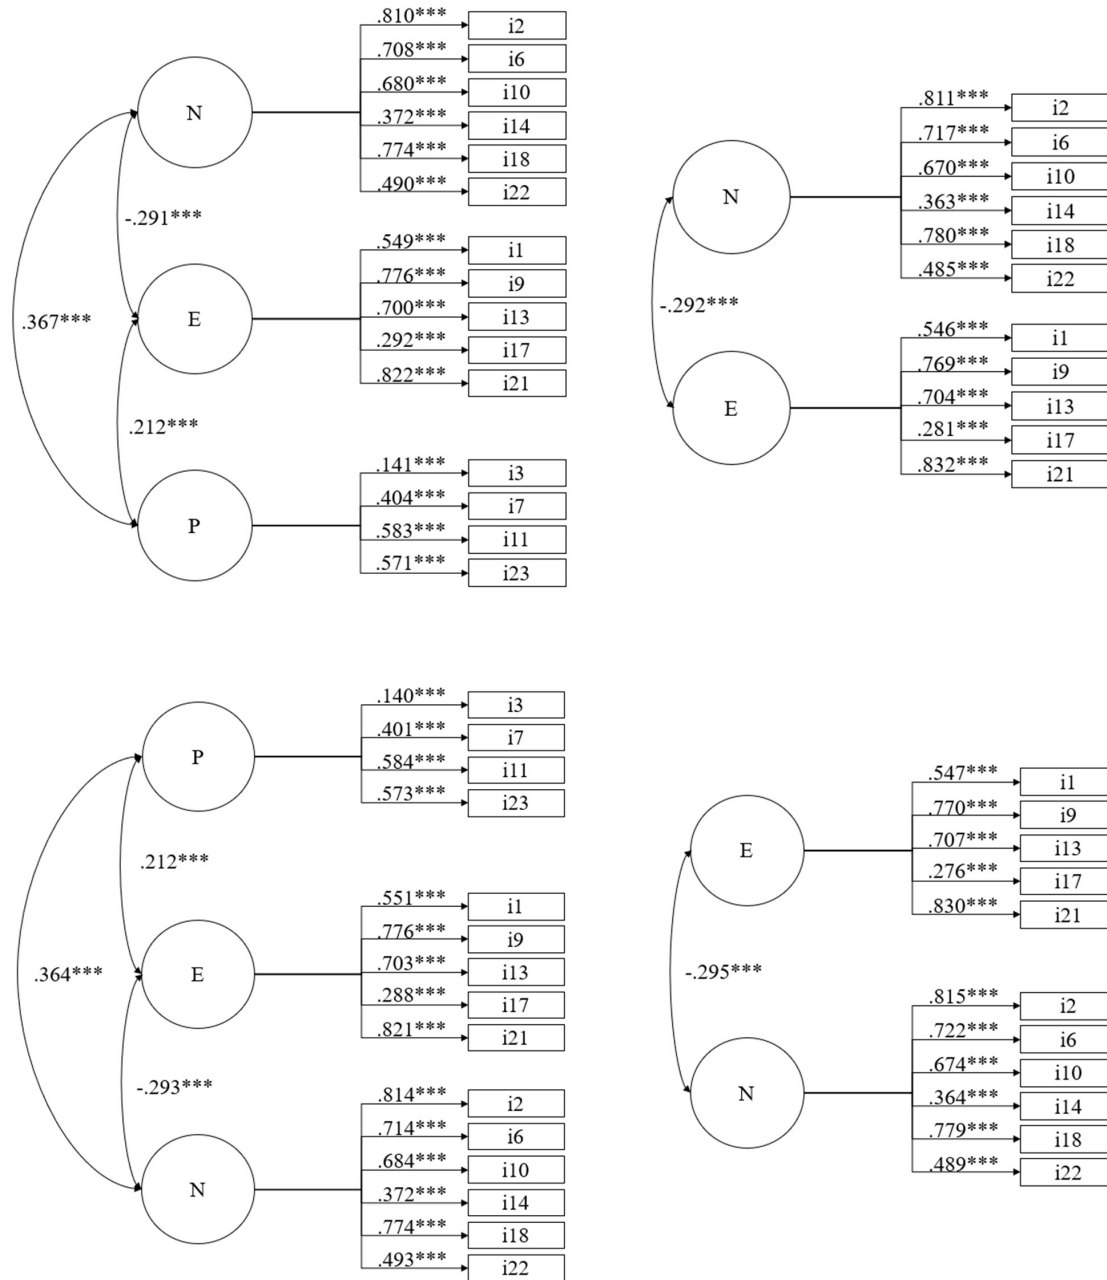 .810*** i2
.708*** i6
.680*** i10
N
.372*** i14
.774*** i18
.490*** i22
-.291***
.549*** i1
.776*** i9
.700*** i13
.367***
E
.292*** i17
.822*** i21
.212***
.141*** i3
.404*** i7
P
.583*** i11
.571*** i23
.811*** i2
.717*** i6
.670*** i10
N
.363*** i14
.780*** i18
.485*** i22
-.292***
.546*** i1
.769*** i9
.704*** i13
E
.281*** i17
.832*** i21
.140*** i3
.401*** i7
P
.584*** i11
.573*** i23
.212***
.551*** i1
.776*** i9
.703*** i13
.364***
E
.288*** i17
.821*** i21
-.293***
.814*** i2
.714*** i6
.684*** i10
N
.372*** i14
.774*** i18
.493*** i22
.547*** i1
.770*** i9
.707*** i13
E
.276*** i17
.830*** i21
-.295***
.815*** i2
.722*** i6
.674*** i10
N
.364*** i14
.779*** i18
.489*** i22